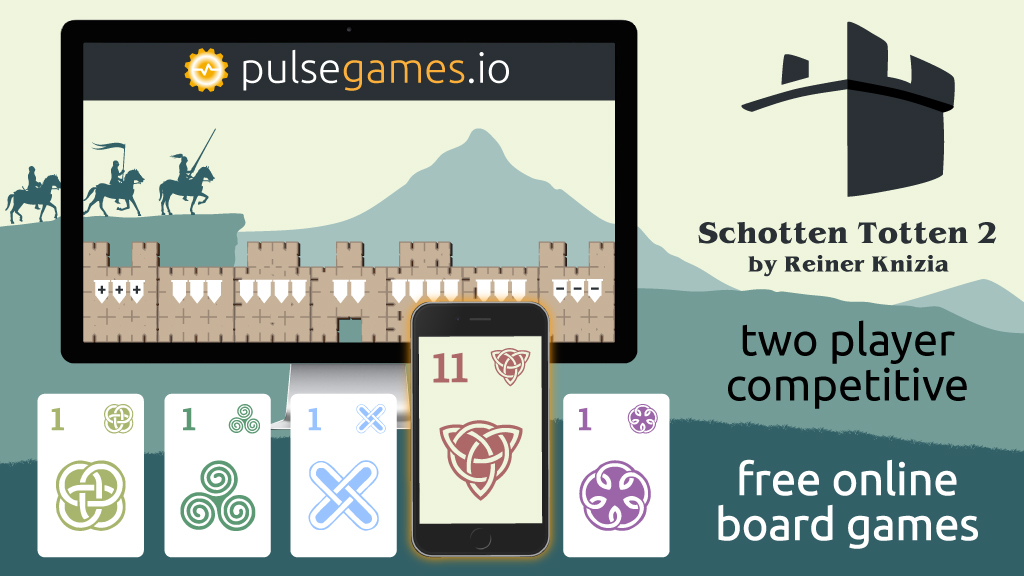 pulsegames.io
Schotten Totten 2
by Reiner Knizia
+ + +
- - -
two player
competitive
11
1
1
1
1
free online
board games